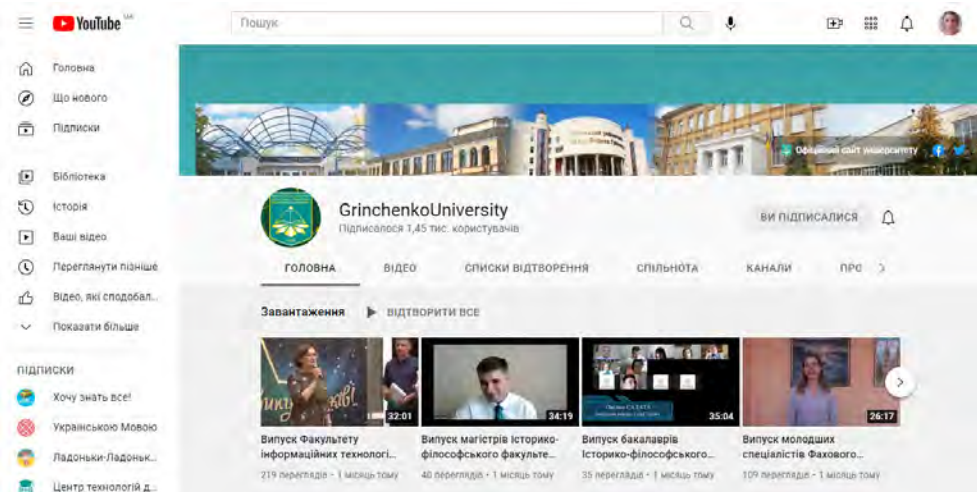 YouTube UA
Пошук
Головна
Що нового
Підписки
Бібліотека
Історія
Ваші відео
Переглянути пізніше
Відео, які сподобал...
Показати більше
ПІДПИСКИ
Хочу знать все!
Українською Мовою
Ладоньки-Ладоньк...
Центр технологій д...
Офіційний сайт університету
GrinchenkoUniversity
Підписалося 1,45 тис. користувачів
ВИ ПІДПИСАЛИСЯ
ГОЛОВНА ВІДЕО СПИСКИ ВІДТВОРЕННЯ СПІЛЬНОТА КАНАЛИ ПРО
Завантаження ВІДТВОРИТИ ВСЕ
32:01
Випуск Факультету
інформаційних технологі...
219 переглядів • 1 місяць тому
34:19
Випуск магістрів Історико-
філософського факульте...
40 переглядів • 1 місяць тому
35:04
Випуск бакалаврів
Історико-філософського...
35 переглядів • 1 місяць тому
26:17
Випуск молодших
спеціалістів Фахового...
109 переглядів • 1 місяць тому